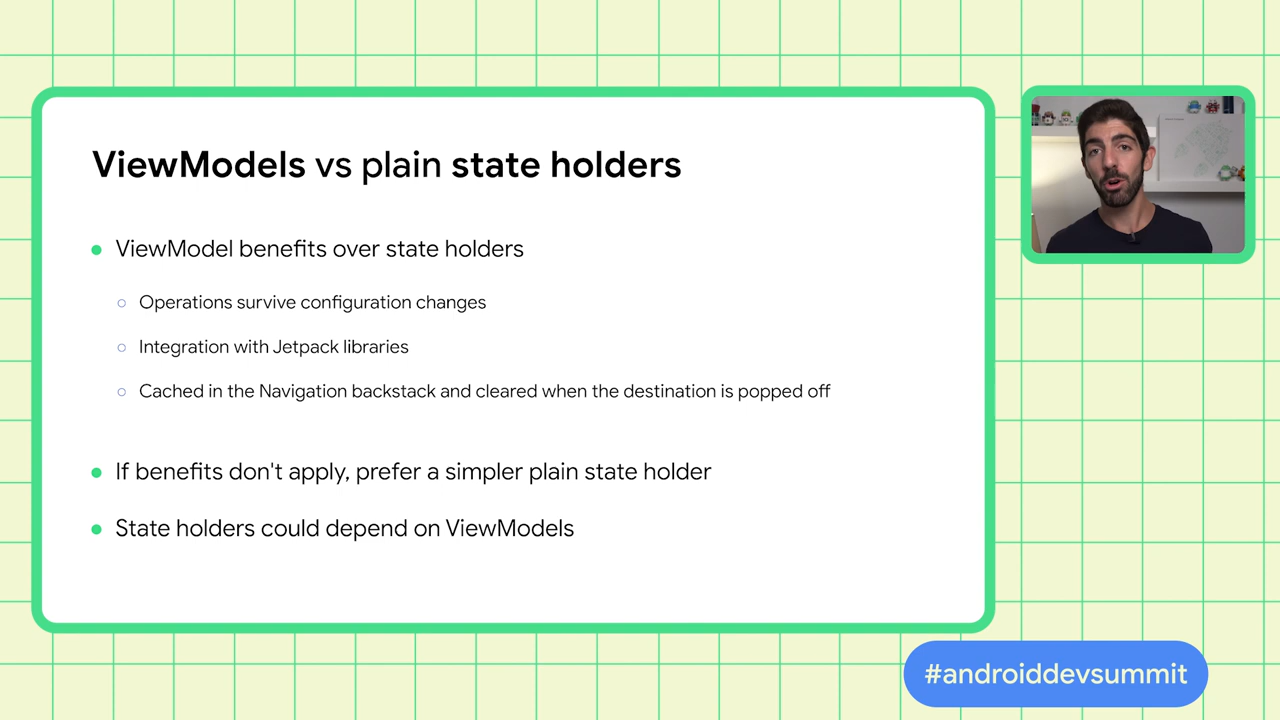 ViewModels vs plain state holders
ViewModel benefits over state holders
Operations survive configuration changes
Integration with Jetpack libraries
Cached in the Navigation backstack and cleared when the destination is popped off
If benefits don't apply, prefer a simpler plain state holder
State holders could depend on ViewModels
#androiddevsummit